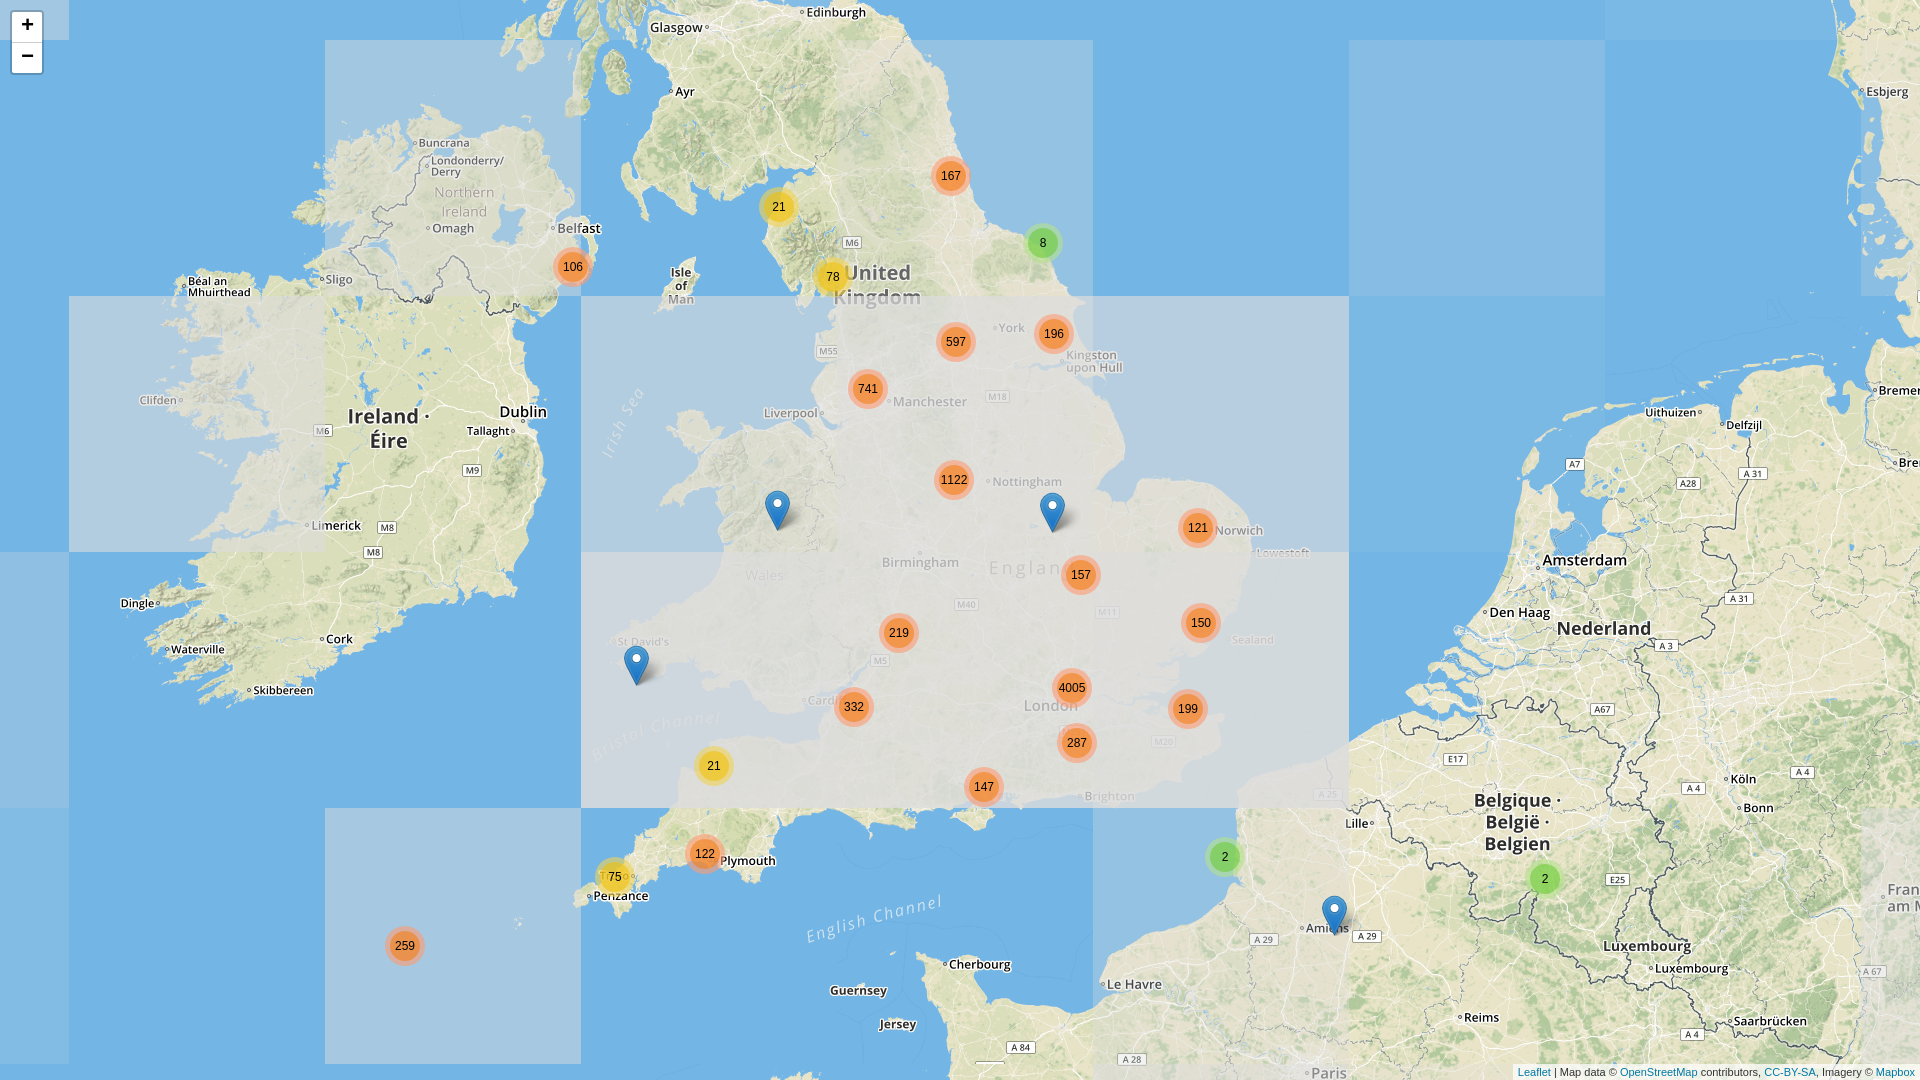 +
−
Edinburgh
Glasgow
Ayr
Esbjerg
Buncrana
Londonderry/
Derry
167
Northern
Ireland
21
Omagh
Belfast
M6
8
106
78
United
Kingdom
Sligo
Isle
of
Man
Béal an
Mhuirthead
York
196
597
M55
Kingston
upon Hull
741
M18
Clifden
Manchester
Bremer
Irish Sea
Liverpool
Dublin
Uithuizen
Ireland ·
Éire
Delfzijl
M6
Tallaght
A7
Bre
M9
A 31
1122
Nottingham
A28
Limerick
M8
121
Norwich
M8
Lowestoft
Amsterdam
Birmingham
Englan
157
Wales
Dingle
M40
M11
A 31
Den Haag
150
Nederland
219
Cork
St David's
Sealand
A 3
Waterville
M5
Skibbereen
4005
Cardi
332
London
199
A67
Bristol Channel
287
M20
E17
21
A 4
Köln
147
A 4
Brighton
A 25
Belgique ·
België ·
Belgien
Bonn
Lille
122
Plymouth
2
75
2
E25
Penzance
Fran
am M
English Channel
Amiens
259
A 29
A 29
Luxembourg
Cherbourg
Luxembourg
A 67
Le Havre
Guernsey
Reims
Jersey
Saarbrücken
A 84
A 4
A 28
Paris
Leaflet | Map data © OpenStreetMap contributors, CC-BY-SA, Imagery © Mapbox